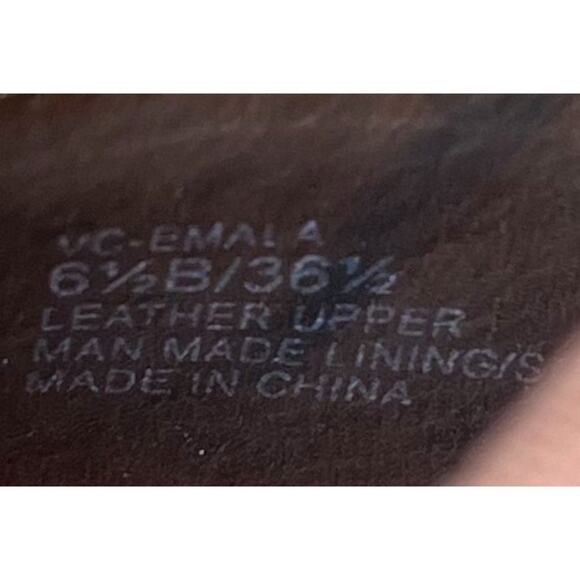 VC-EMALA
6½B/36½
LEATHER UPPER
MAN MADE LINING/S
MADE IN CHINA